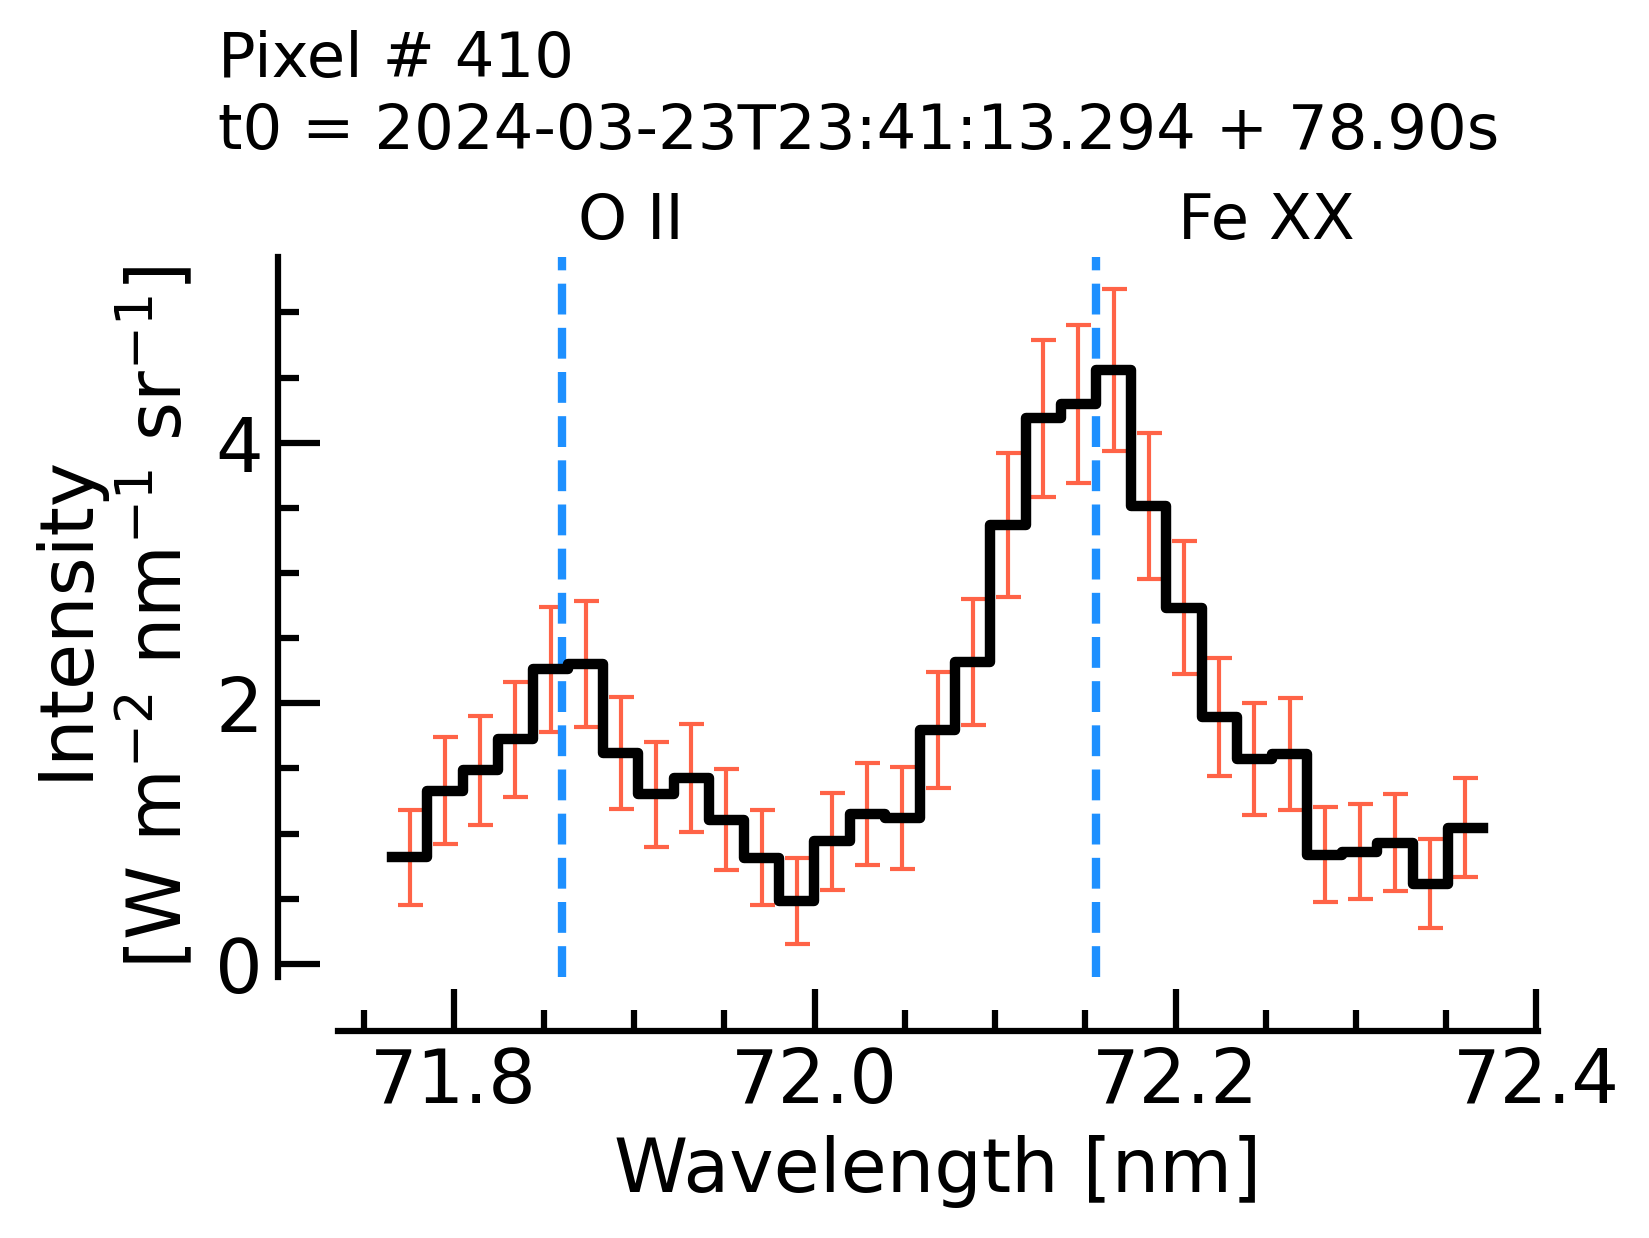 Pixel # 410
t0 = 2024-03-23T23:41:13.294 + 78.90s
O II
Fe XX
Intensity
[W m⁻² nm⁻¹ sr⁻¹]
4
2
0
71.8
72.0
72.2
72.4
Wavelength [nm]